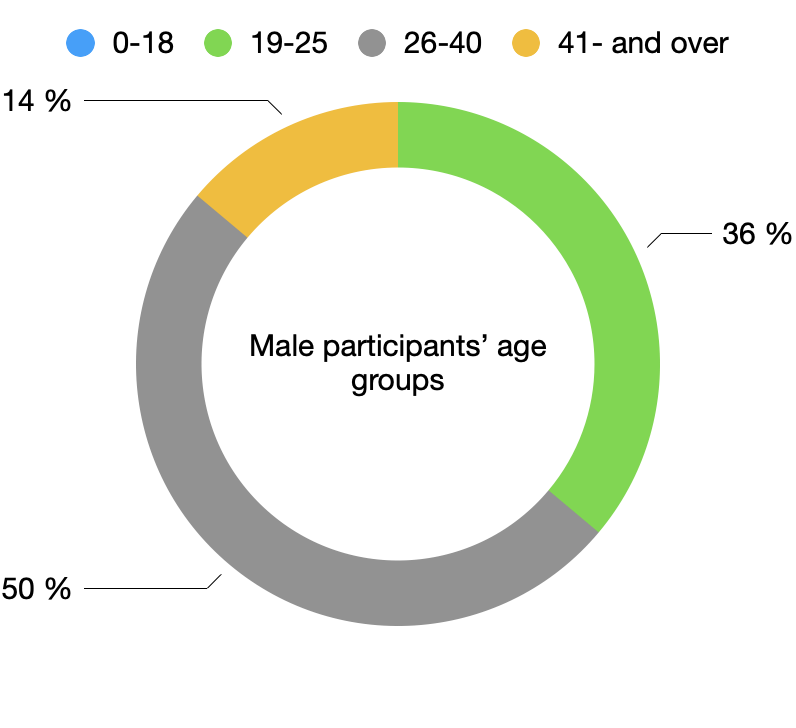 0-18 19-25 26-40 41- and over
14 %
36 %
Male participants’ age
groups
50 %